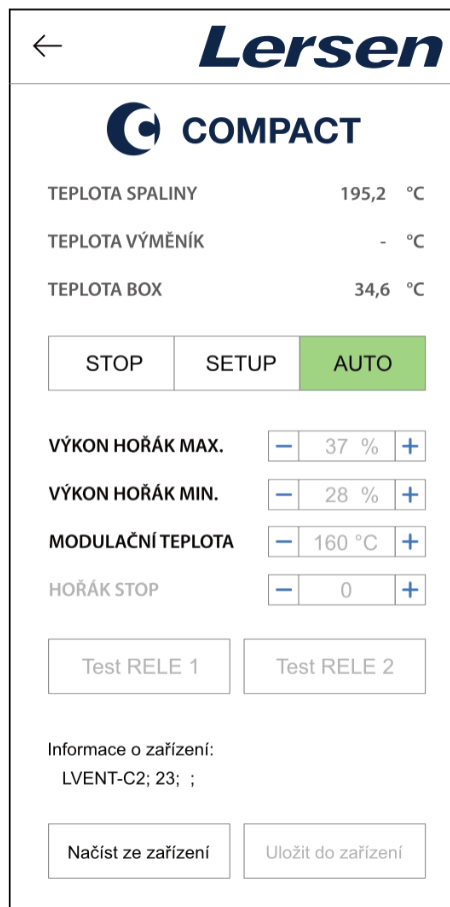 Lersen
COMPACT
TEPLOTA SPALINY 195,2 °C
TEPLOTA VÝMĚNÍK - °C
TEPLOTA BOX 34,6 °C
STOP SETUP AUTO
VÝKON HOŘÁK MAX. − 37 % +
VÝKON HOŘÁK MIN. − 28 % +
MODULAČNÍ TEPLOTA − 160 °C +
HOŘÁK STOP − 0 +
Test RELE 1 Test RELE 2
Informace o zařízení:
LVENT-C2; 23; ;
Načíst ze zařízení Uložit do zařízení